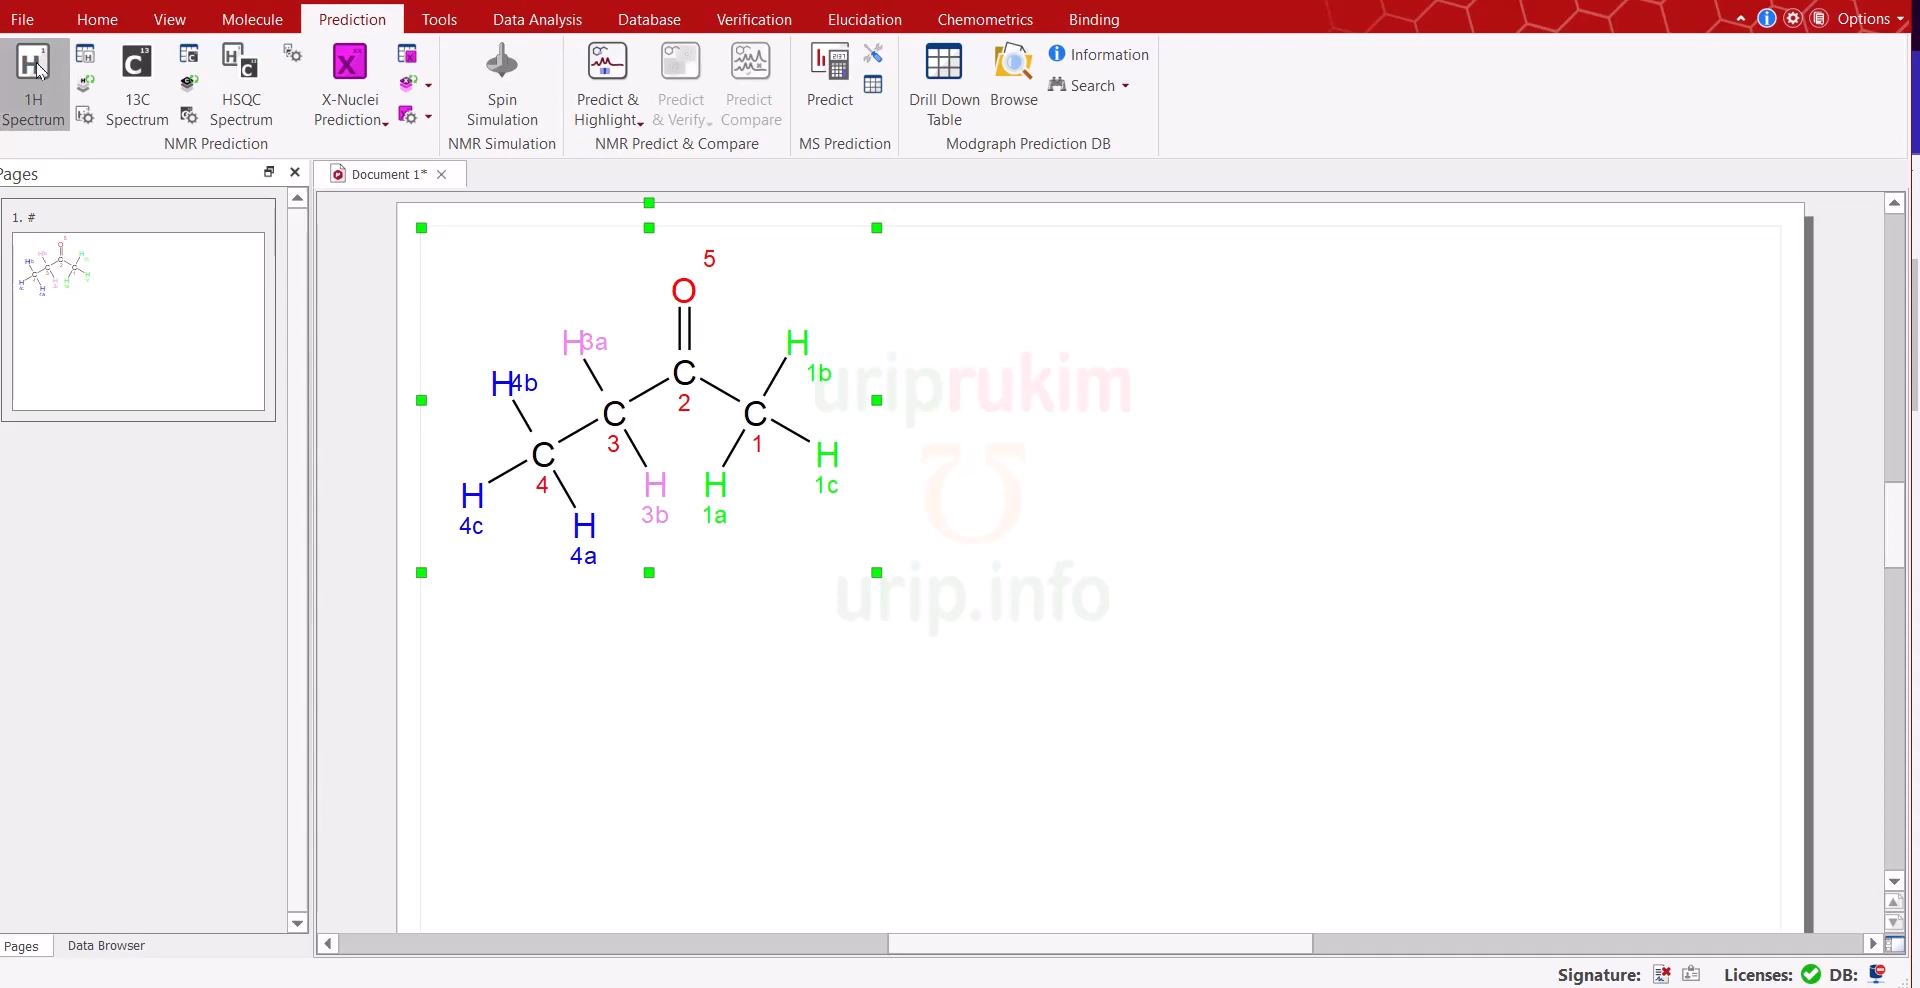 File Home View Molecule Prediction Tools Data Analysis Database Verification Elucidation Chemometrics Binding Options
1H Spectrum
13C Spectrum
HSQC Spectrum
X-Nuclei Prediction
NMR Prediction
Spin Simulation
NMR Simulation
Predict & Highlight
Predict & Verify
Predict Compare
NMR Predict & Compare
Predict
MS Prediction
Drill Down Table
Browse
Information
Search
Modgraph Prediction DB
Pages
1. #
Document 1*
5
O
H 3a
H 1b
H 4b
C 2
C 3
C 1
C 4
H 4c
H 4a
H 3b
H 1a
H 1c
uriprukim
urip.info
Pages Data Browser
Signature: Licenses: DB: